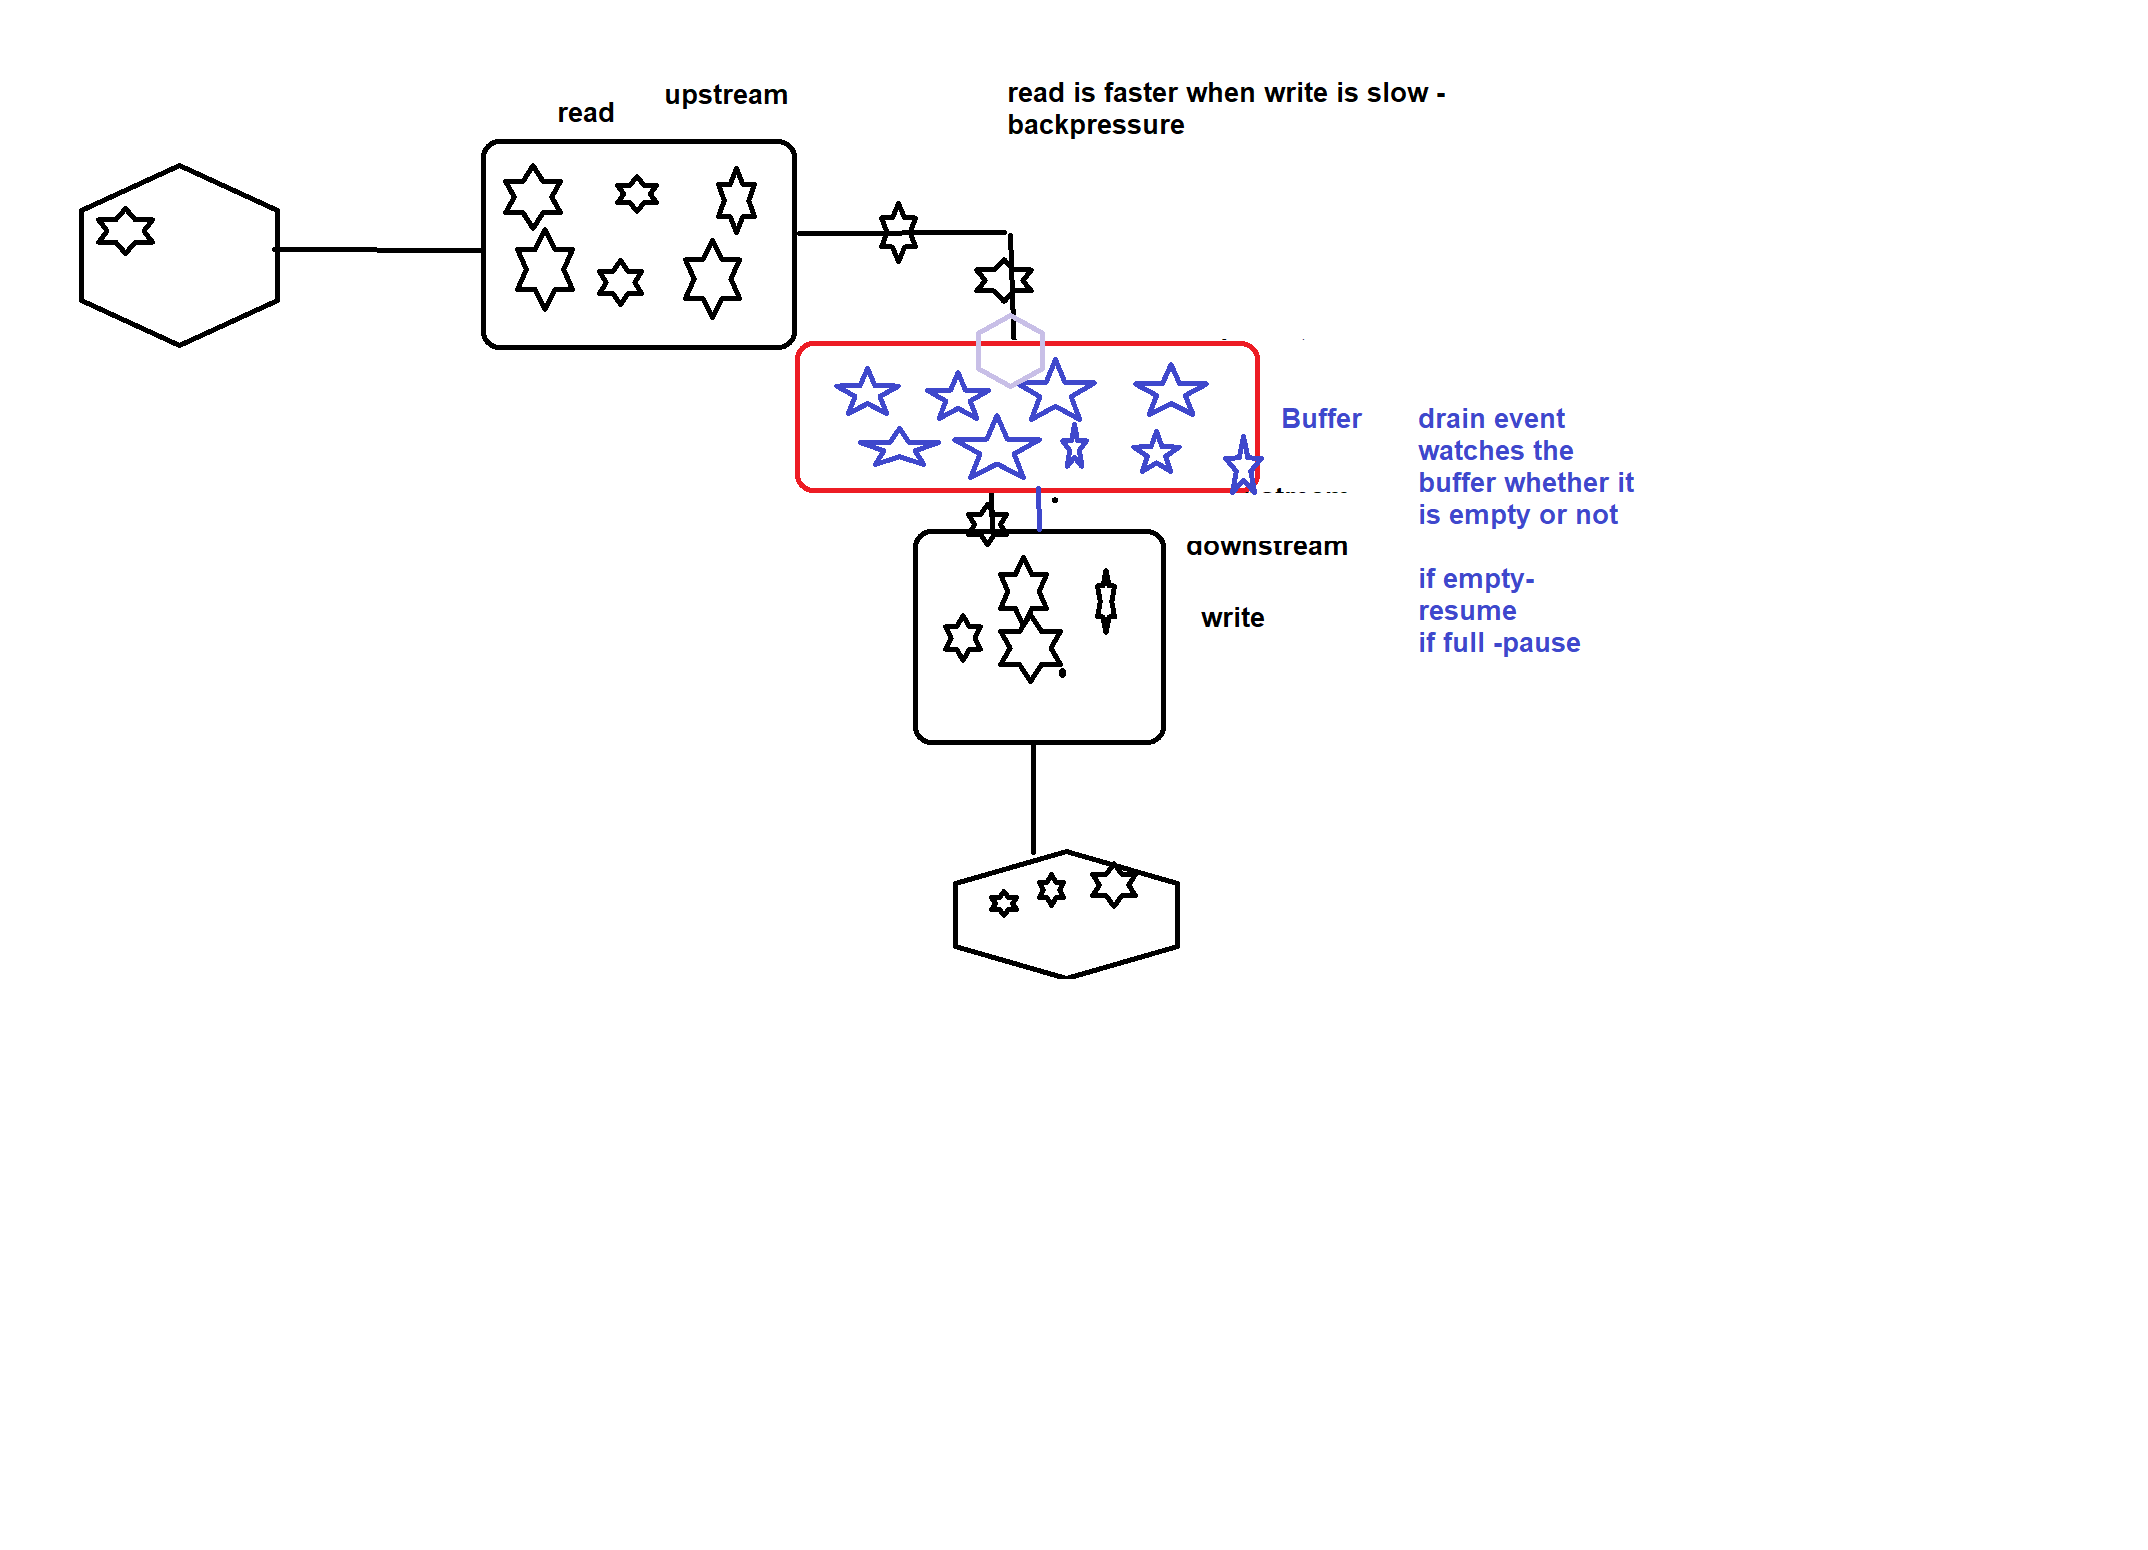 upstream
read
read is faster when write is slow -
backpressure
Buffer
drain event
watches the
buffer whether it
is empty or not
downstream
if empty-
resume
if full -pause
write